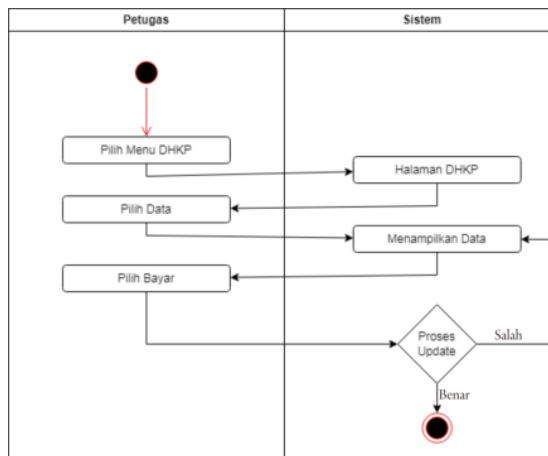 Petugas
Sistem
Pilih Menu DHKP
Halaman DHKP
Pilih Data
Menampilkan Data
Pilih Bayar
Proses
Update
Salah
Benar